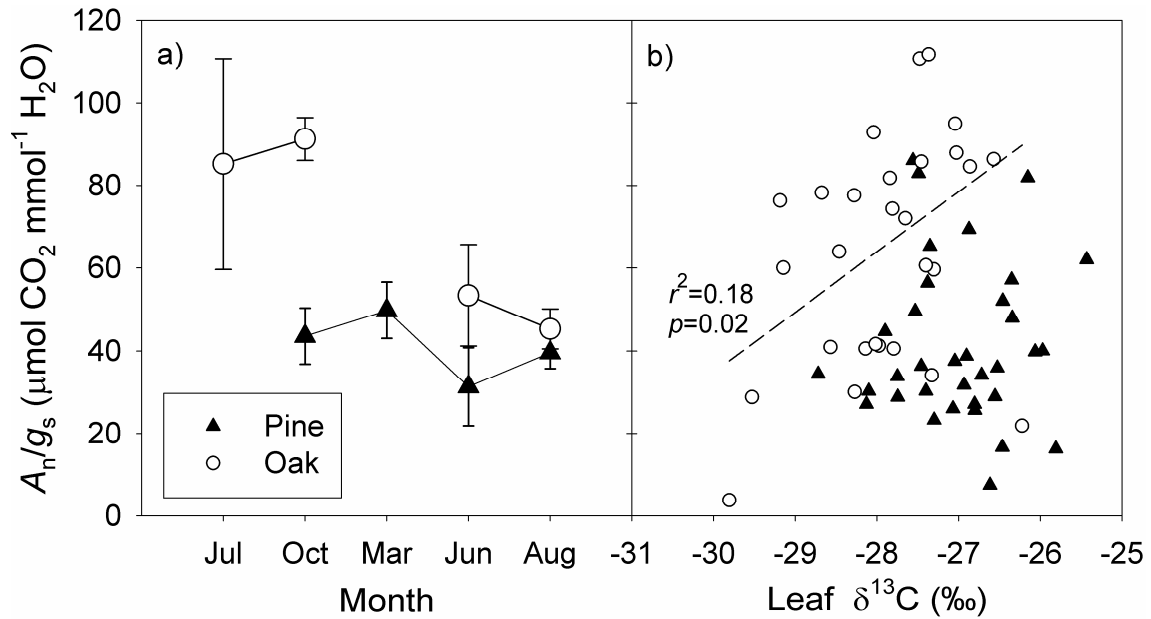 120
100
80
60
40
20
0
Aₙ/gₛ (μmol CO₂ mmol⁻¹ H₂O)
a)
Pine
Oak
Jul Oct Mar Jun Aug
Month
b)
r²=0.18
p=0.02
-31 -30 -29 -28 -27 -26 -25
Leaf δ¹³C (‰)